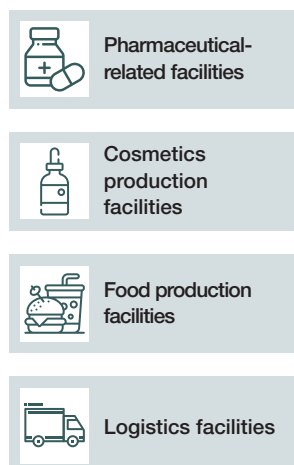 Pharmaceutical-
related facilities
Cosmetics
production
facilities
Food production
facilities
Logistics facilities